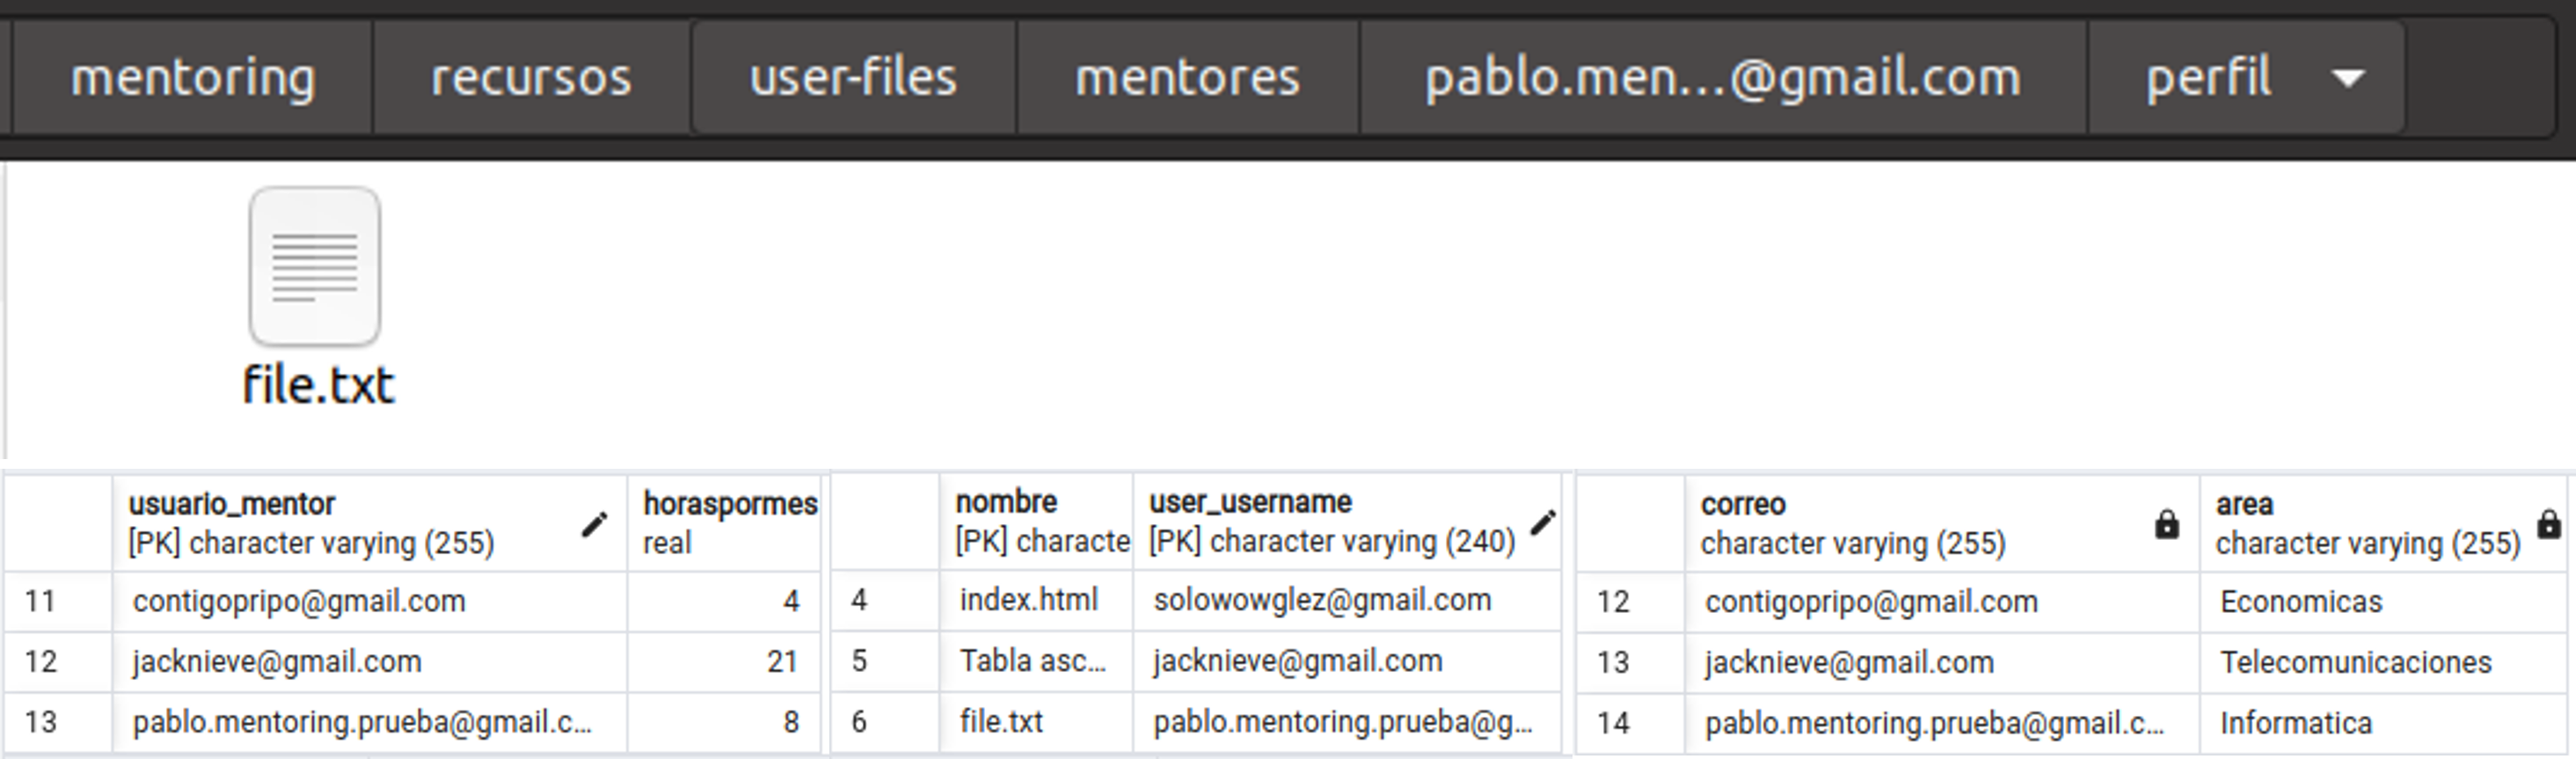 mentoring recursos user-files mentores pablo.men...@gmail.com perfil
file.txt
usuario_mentor horaspormes
[PK] character varying (255) real
11 contigopripo@gmail.com 4
12 jacknieve@gmail.com 21
13 pablo.mentoring.prueba@gmail.c... 8
nombre user_username
[PK] characte [PK] character varying (240)
4 index.html solowowglez@gmail.com
5 Tabla asc... jacknieve@gmail.com
6 file.txt pablo.mentoring.prueba@g...
correo area
character varying (255) character varying (255)
12 contigopripo@gmail.com Economicas
13 jacknieve@gmail.com Telecomunicaciones
14 pablo.mentoring.prueba@gmail.c... Informatica